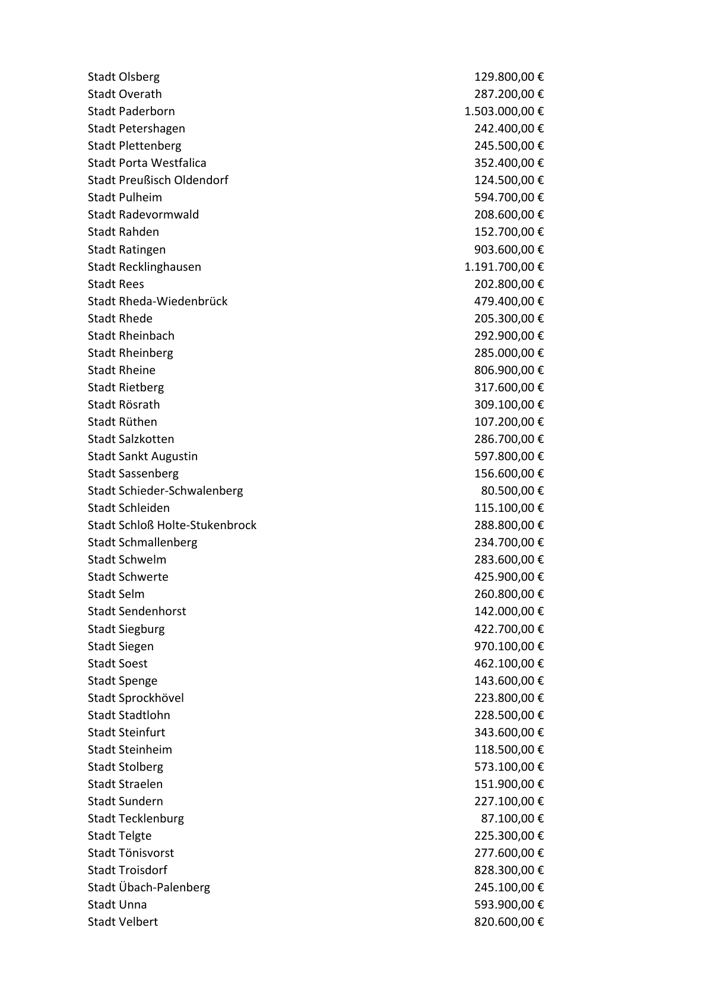 Stadt Olsberg 129.800,00 €
Stadt Overath 287.200,00 €
Stadt Paderborn 1.503.000,00 €
Stadt Petershagen 242.400,00 €
Stadt Plettenberg 245.500,00 €
Stadt Porta Westfalica 352.400,00 €
Stadt Preußisch Oldendorf 124.500,00 €
Stadt Pulheim 594.700,00 €
Stadt Radevormwald 208.600,00 €
Stadt Rahden 152.700,00 €
Stadt Ratingen 903.600,00 €
Stadt Recklinghausen 1.191.700,00 €
Stadt Rees 202.800,00 €
Stadt Rheda-Wiedenbrück 479.400,00 €
Stadt Rhede 205.300,00 €
Stadt Rheinbach 292.900,00 €
Stadt Rheinberg 285.000,00 €
Stadt Rheine 806.900,00 €
Stadt Rietberg 317.600,00 €
Stadt Rösrath 309.100,00 €
Stadt Rüthen 107.200,00 €
Stadt Salzkotten 286.700,00 €
Stadt Sankt Augustin 597.800,00 €
Stadt Sassenberg 156.600,00 €
Stadt Schieder-Schwalenberg 80.500,00 €
Stadt Schleiden 115.100,00 €
Stadt Schloß Holte-Stukenbrock 288.800,00 €
Stadt Schmallenberg 234.700,00 €
Stadt Schwelm 283.600,00 €
Stadt Schwerte 425.900,00 €
Stadt Selm 260.800,00 €
Stadt Sendenhorst 142.000,00 €
Stadt Siegburg 422.700,00 €
Stadt Siegen 970.100,00 €
Stadt Soest 462.100,00 €
Stadt Spenge 143.600,00 €
Stadt Sprockhövel 223.800,00 €
Stadt Stadtlohn 228.500,00 €
Stadt Steinfurt 343.600,00 €
Stadt Steinheim 118.500,00 €
Stadt Stolberg 573.100,00 €
Stadt Straelen 151.900,00 €
Stadt Sundern 227.100,00 €
Stadt Tecklenburg 87.100,00 €
Stadt Telgte 225.300,00 €
Stadt Tönisvorst 277.600,00 €
Stadt Troisdorf 828.300,00 €
Stadt Übach-Palenberg 245.100,00 €
Stadt Unna 593.900,00 €
Stadt Velbert 820.600,00 €